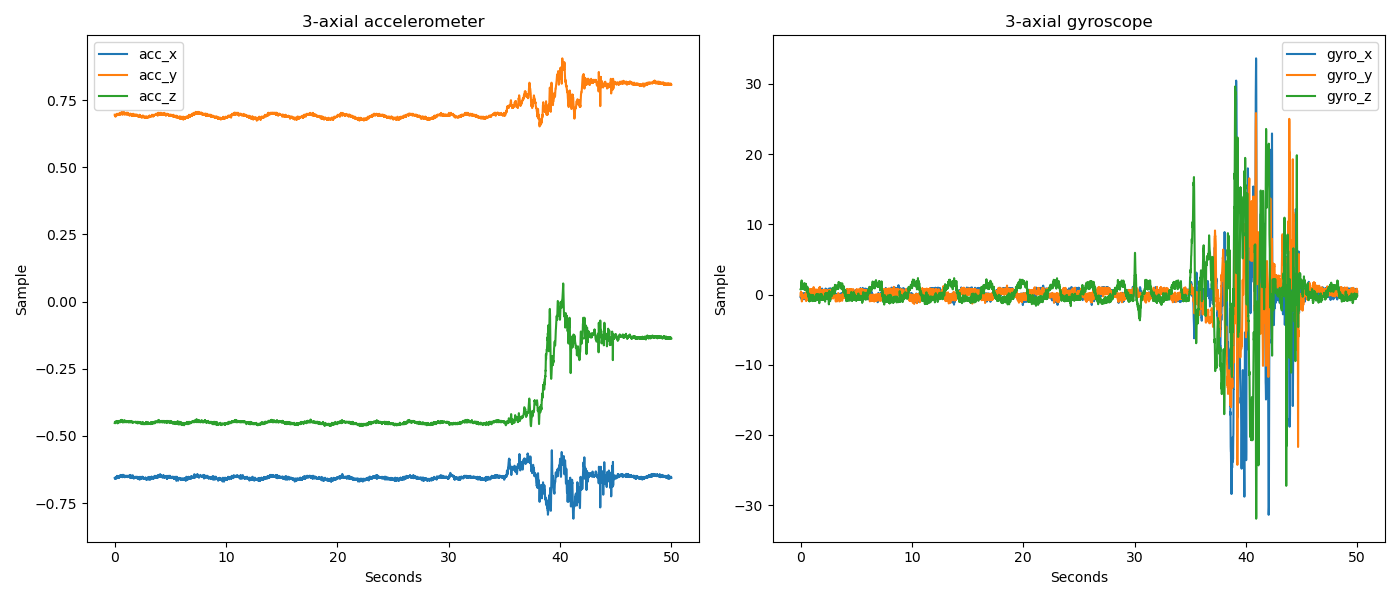 3-axial accelerometer
acc_x
acc_y
acc_z
0.75
0.50
0.25
0.00
−0.25
−0.50
−0.75
Sample
0 10 20 30 40 50
Seconds
3-axial gyroscope
gyro_x
gyro_y
gyro_z
30
20
10
0
−10
−20
−30
Sample
0 10 20 30 40 50
Seconds